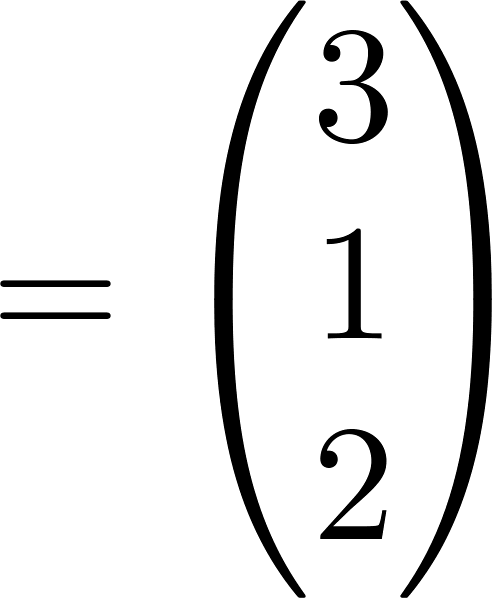 = (3
1
2)